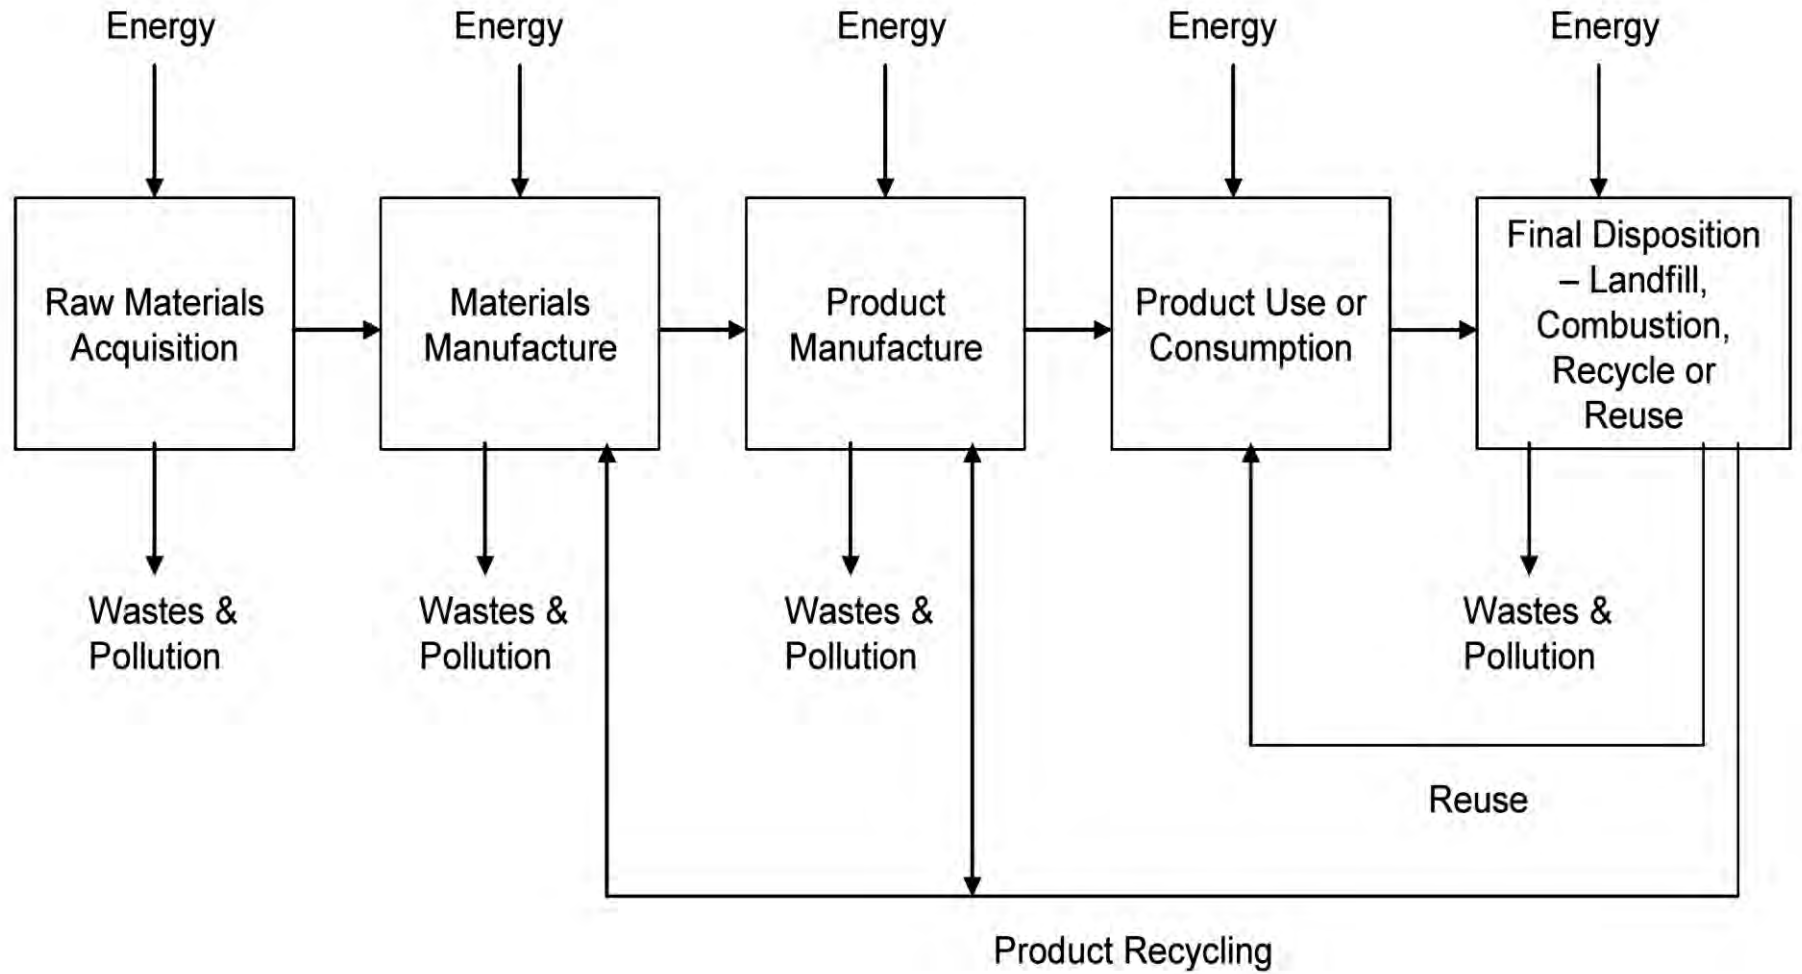 Energy
Energy
Energy
Energy
Energy
Raw Materials
Acquisition
Materials
Manufacture
Product
Manufacture
Product Use or
Consumption
Final Disposition
– Landfill,
Combustion,
Recycle or
Reuse
Wastes &
Pollution
Wastes &
Pollution
Wastes &
Pollution
Wastes &
Pollution
Reuse
Product Recycling